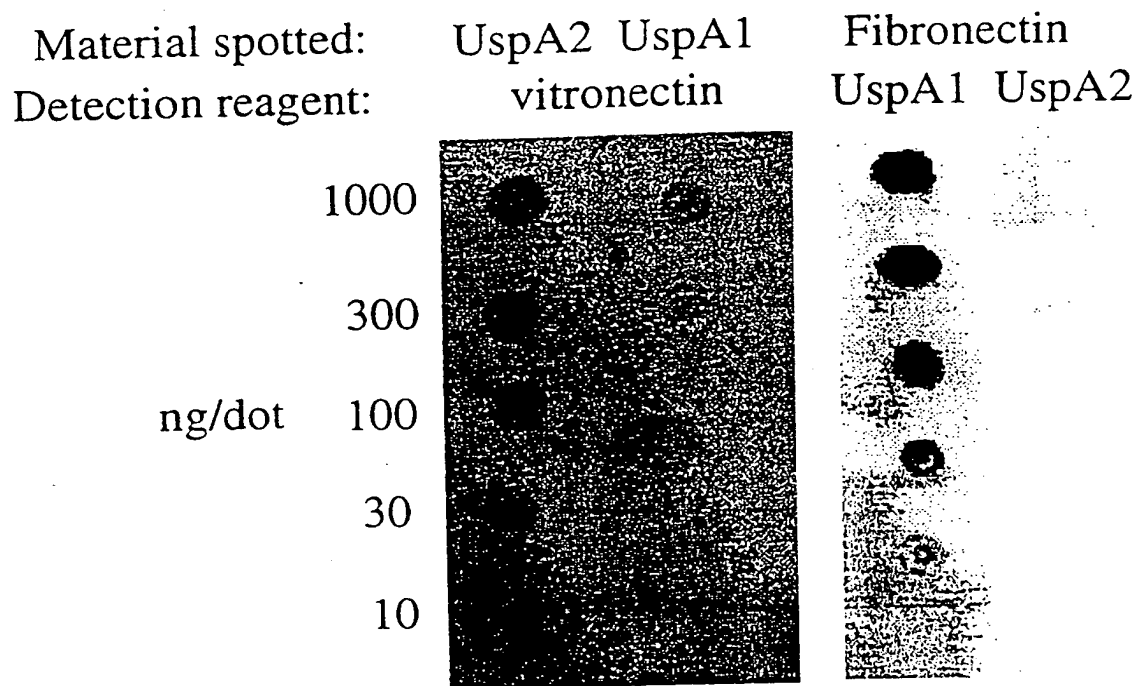 Material spotted: UspA2 UspA1 Fibronectin
Detection reagent: vitronectin UspA1 UspA2
1000
300
ng/dot 100
30
10